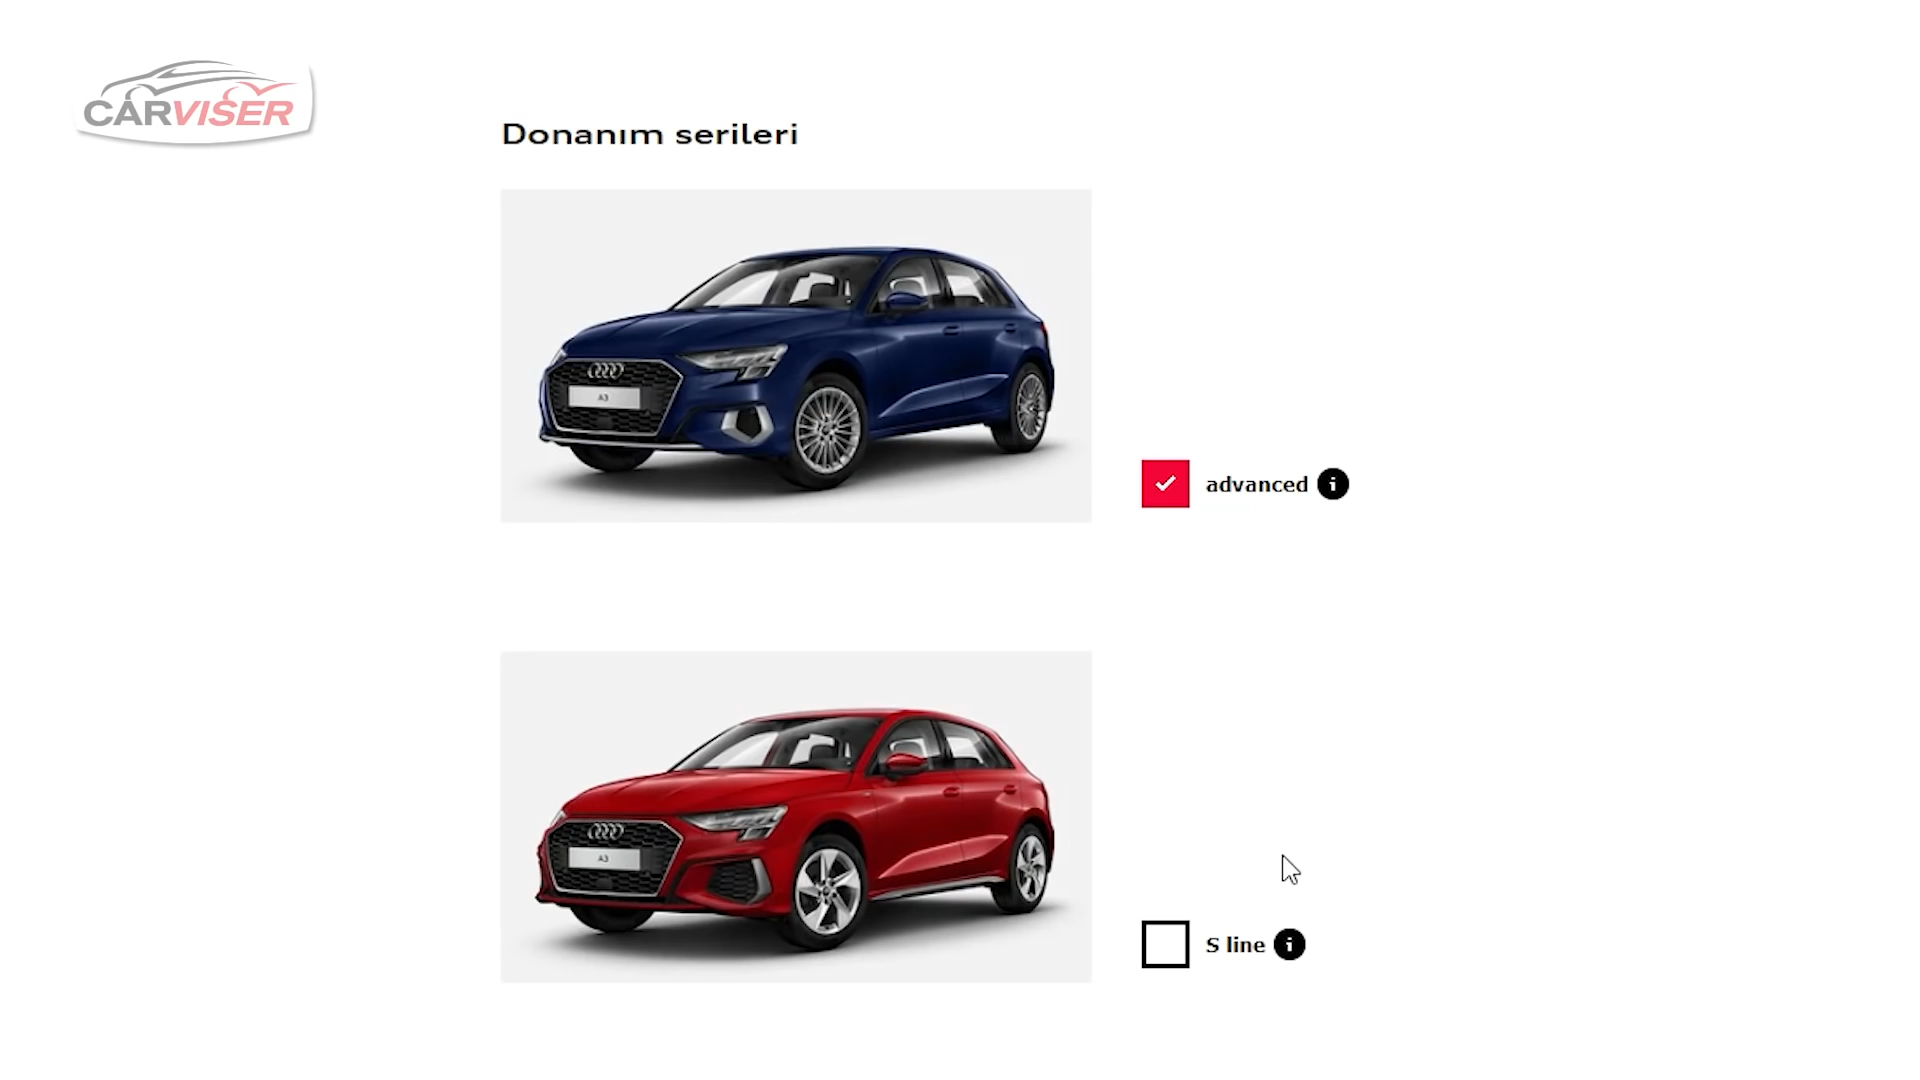 CARVISER
Donanım serileri
A3
advanced
A3
S line